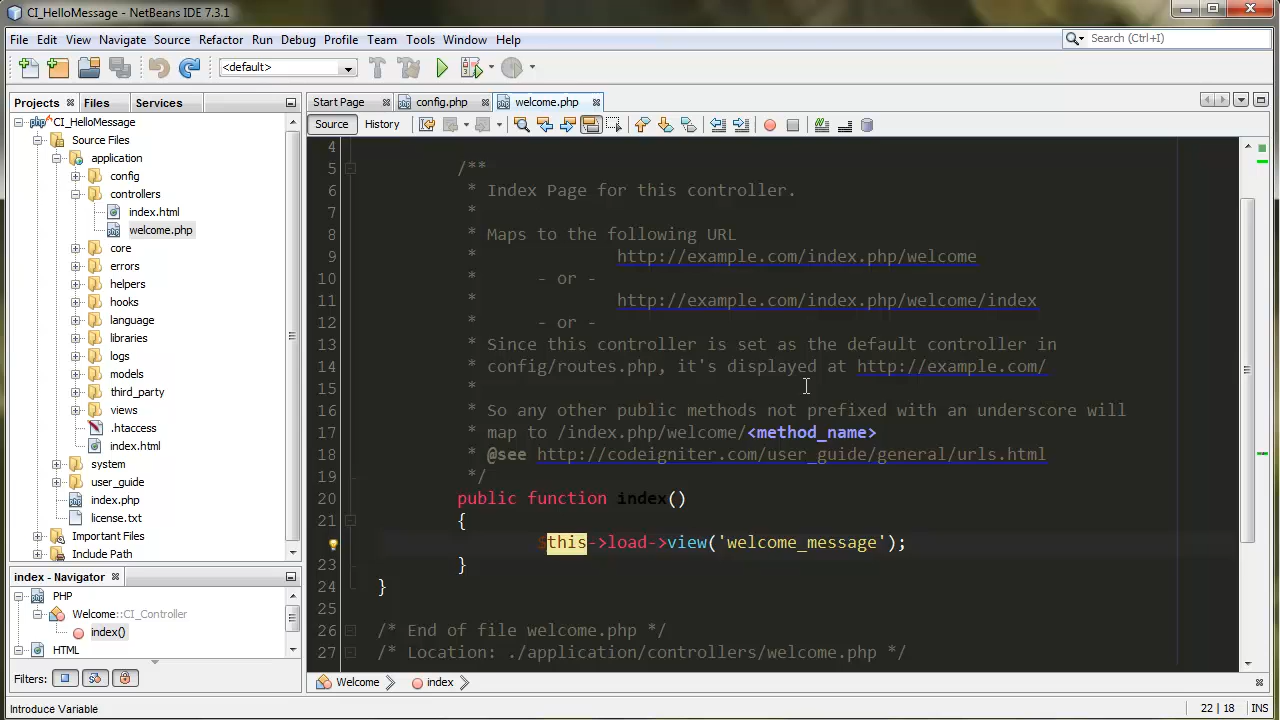 CI_HelloMessage - NetBeans IDE 7.3.1
File Edit View Navigate Source Refactor Run Debug Profile Team Tools Window Help
Search (Ctrl+I)
<default>
Projects Files Services
Start Page config.php welcome.php
Source History
CI_HelloMessage
Source Files
application
config
controllers
index.html
welcome.php
core
errors
helpers
hooks
language
libraries
logs
models
third_party
views
.htaccess
index.html
system
user_guide
index.php
license.txt
Important Files
Include Path
4
5 /**
6 * Index Page for this controller.
7 *
8 * Maps to the following URL
9 * http://example.com/index.php/welcome
10 * - or -
11 * http://example.com/index.php/welcome/index
12 * - or -
13 * Since this controller is set as the default controller in
14 * config/routes.php, it's displayed at http://example.com/
15 *
16 * So any other public methods not prefixed with an underscore will
17 * map to /index.php/welcome/<method_name>
18 * @see http://codeigniter.com/user_guide/general/urls.html
19 */
20 public function index()
21 {
$this->load->view('welcome_message');
23 }
24 }
25
26 /* End of file welcome.php */
27 /* Location: ./application/controllers/welcome.php */
index - Navigator
PHP
Welcome::CI_Controller
index()
HTML
Filters:
Welcome index
Introduce Variable
22 | 18 INS